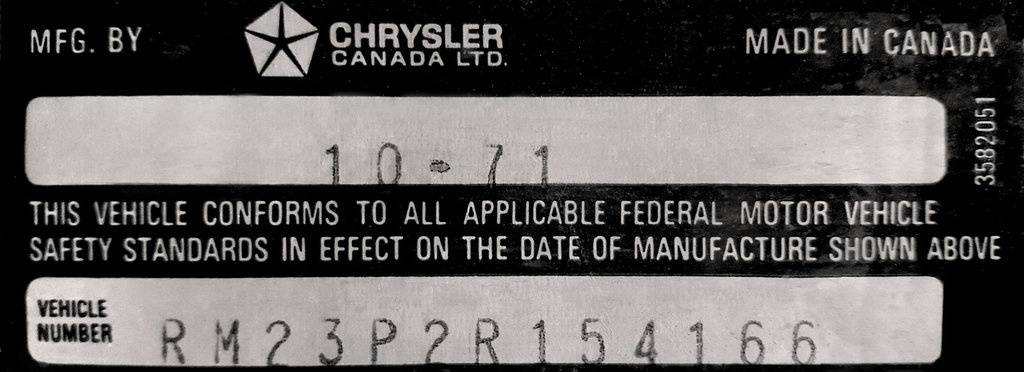 MFG. BY
CHRYSLER
CANADA LTD.
MADE IN CANADA
10-71
3582051
THIS VEHICLE CONFORMS TO ALL APPLICABLE FEDERAL MOTOR VEHICLE
SAFETY STANDARDS IN EFFECT ON THE DATE OF MANUFACTURE SHOWN ABOVE
VEHICLE
NUMBER
RM23P2R154166